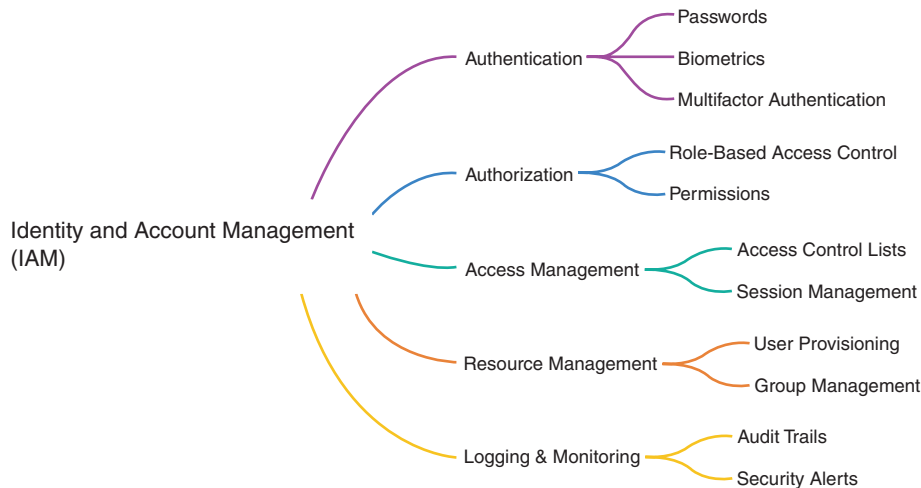 Identity and Account Management
(IAM)
Authentication
Passwords
Biometrics
Multifactor Authentication
Authorization
Role-Based Access Control
Permissions
Access Management
Access Control Lists
Session Management
Resource Management
User Provisioning
Group Management
Logging & Monitoring
Audit Trails
Security Alerts